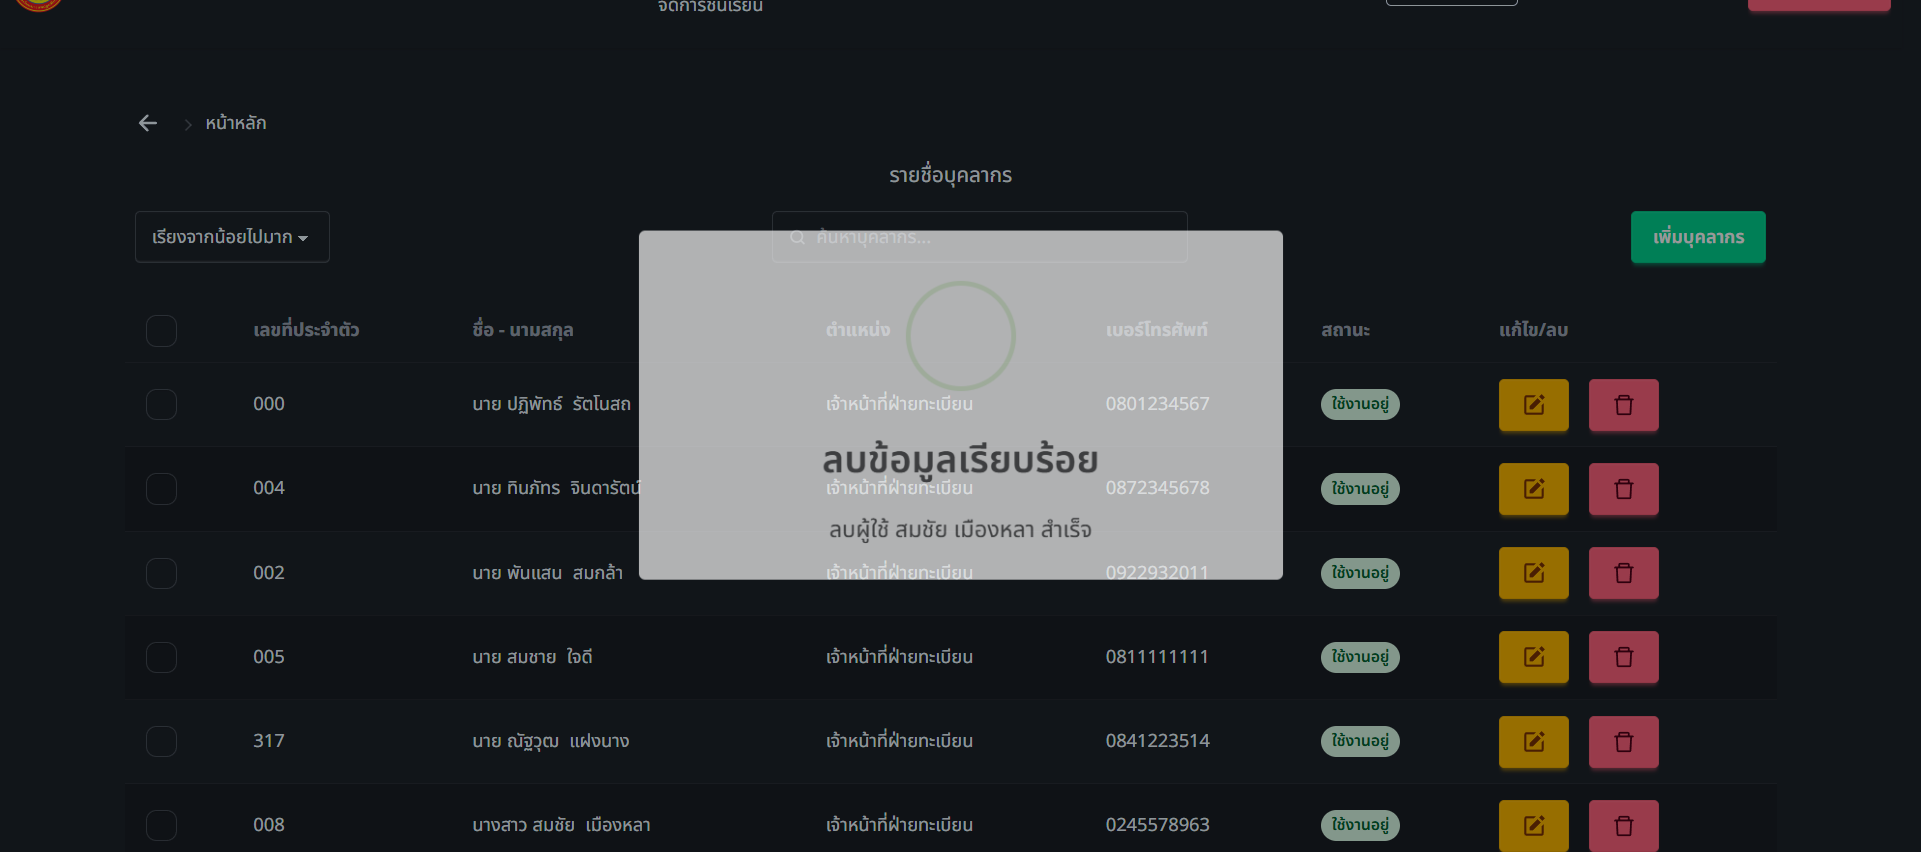 จัดการชั้นเรียน
หน้าหลัก
รายชื่อบุคลากร
เรียงจากน้อยไปมาก
ค้นหาบุคลากร...
เพิ่มบุคลากร
เลขที่ประจำตัว ชื่อ - นามสกุล ตำแหน่ง เบอร์โทรศัพท์ สถานะ แก้ไข/ลบ
000 นาย ปฏิพัทธ์ รัตโนสถ เจ้าหน้าที่ฝ่ายทะเบียน 0801234567 ใช้งานอยู่
ลบข้อมูลเรียบร้อย
004 นาย ทินภัทร จินดารัตน์ เจ้าหน้าที่ฝ่ายทะเบียน 0872345678 ใช้งานอยู่
ลบผู้ใช้ สมชัย เมืองหลา สำเร็จ
002 นาย พันแสน สมกล้า เจ้าหน้าที่ฝ่ายทะเบียน 0922932011 ใช้งานอยู่
005 นาย สมชาย ใจดี เจ้าหน้าที่ฝ่ายทะเบียน 0811111111 ใช้งานอยู่
317 นาย ณัฐวุฒ แฝงนาง เจ้าหน้าที่ฝ่ายทะเบียน 0841223514 ใช้งานอยู่
008 นางสาว สมชัย เมืองหลา เจ้าหน้าที่ฝ่ายทะเบียน 0245578963 ใช้งานอยู่